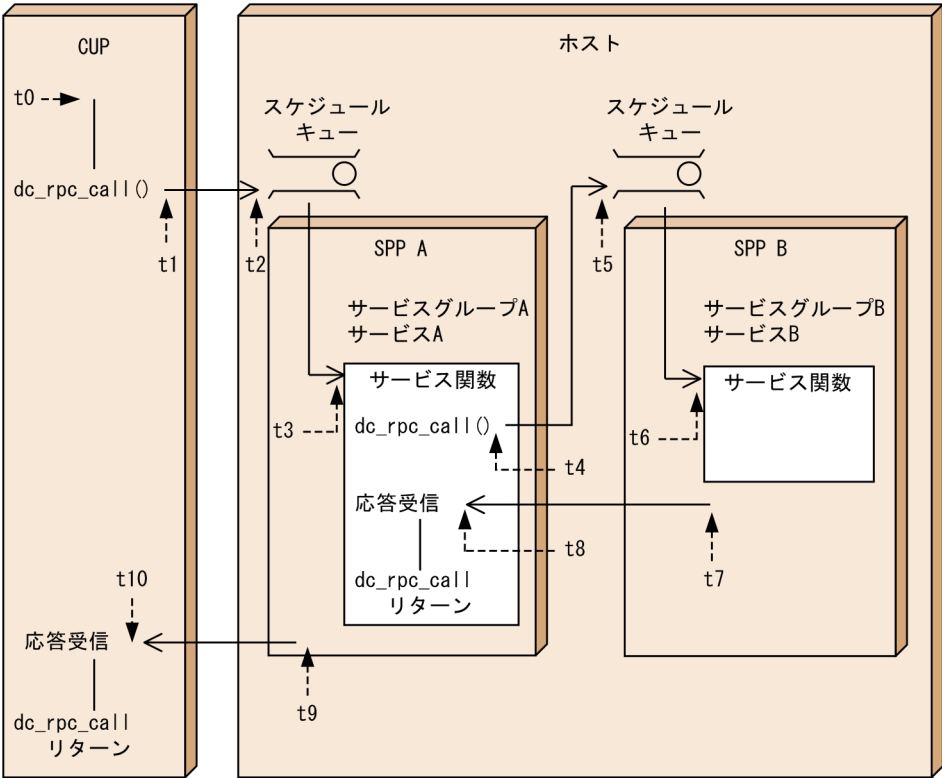 CUP
ホスト
t0
スケジュール
キュー
スケジュール
キュー
dc_rpc_call()
t1
t2
t5
SPP A
SPP B
サービスグループA
サービスA
サービスグループB
サービスB
サービス関数
サービス関数
t3
dc_rpc_call()
t6
t4
応答受信
t8
t7
dc_rpc_call
リターン
t10
応答受信
t9
dc_rpc_call
リターン